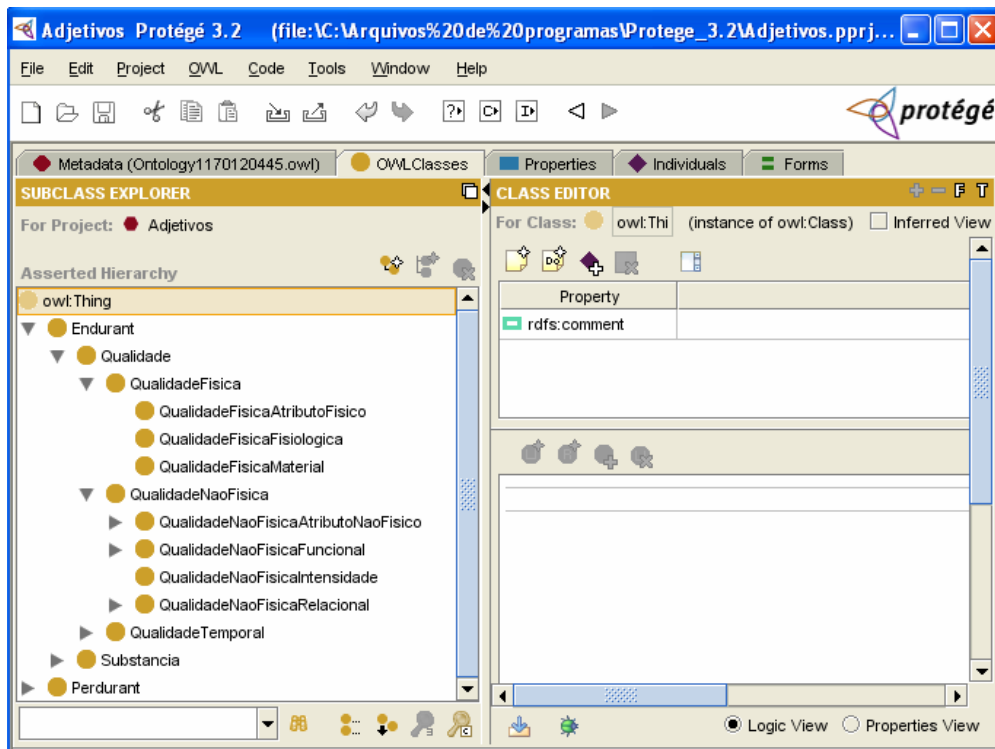 Adjetivos Protégé 3.2 (file:\C:\Arquivos%20de%20programas\Protege_3.2\Adjetivos.pprj...
File Edit Project OWL Code Tools Window Help
protégé
Metadata (Ontology1170120445.owl) OWLClasses Properties Individuals Forms
SUBCLASS EXPLORER
For Project: Adjetivos
Asserted Hierarchy
owl:Thing
Endurant
Qualidade
QualidadeFisica
QualidadeFisicaAtributoFisico
QualidadeFisicaFisiologica
QualidadeFisicaMaterial
QualidadeNaoFisica
QualidadeNaoFisicaAtributoNaoFisico
QualidadeNaoFisicaFuncional
QualidadeNaoFisicaIntensidade
QualidadeNaoFisicaRelacional
QualidadeTemporal
Substancia
Perdurant
CLASS EDITOR
F T
For Class: owl:Thi (instance of owl:Class) Inferred View
Property
rdfs:comment
Logic View Properties View